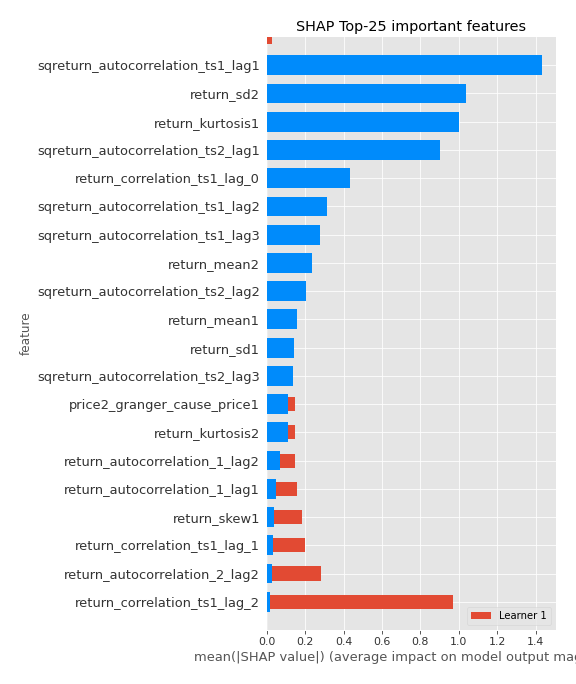 SHAP Top-25 important features
sqreturn_autocorrelation_ts1_lag1
return_sd2
return_kurtosis1
sqreturn_autocorrelation_ts2_lag1
return_correlation_ts1_lag_0
sqreturn_autocorrelation_ts1_lag2
sqreturn_autocorrelation_ts1_lag3
return_mean2
sqreturn_autocorrelation_ts2_lag2
return_mean1
return_sd1
sqreturn_autocorrelation_ts2_lag3
price2_granger_cause_price1
return_kurtosis2
return_autocorrelation_1_lag2
return_autocorrelation_1_lag1
return_skew1
return_correlation_ts1_lag_1
return_autocorrelation_2_lag2
return_correlation_ts1_lag_2
feature
Learner 1
0.0 0.2 0.4 0.6 0.8 1.0 1.2 1.4
mean(|SHAP value|) (average impact on model output mag